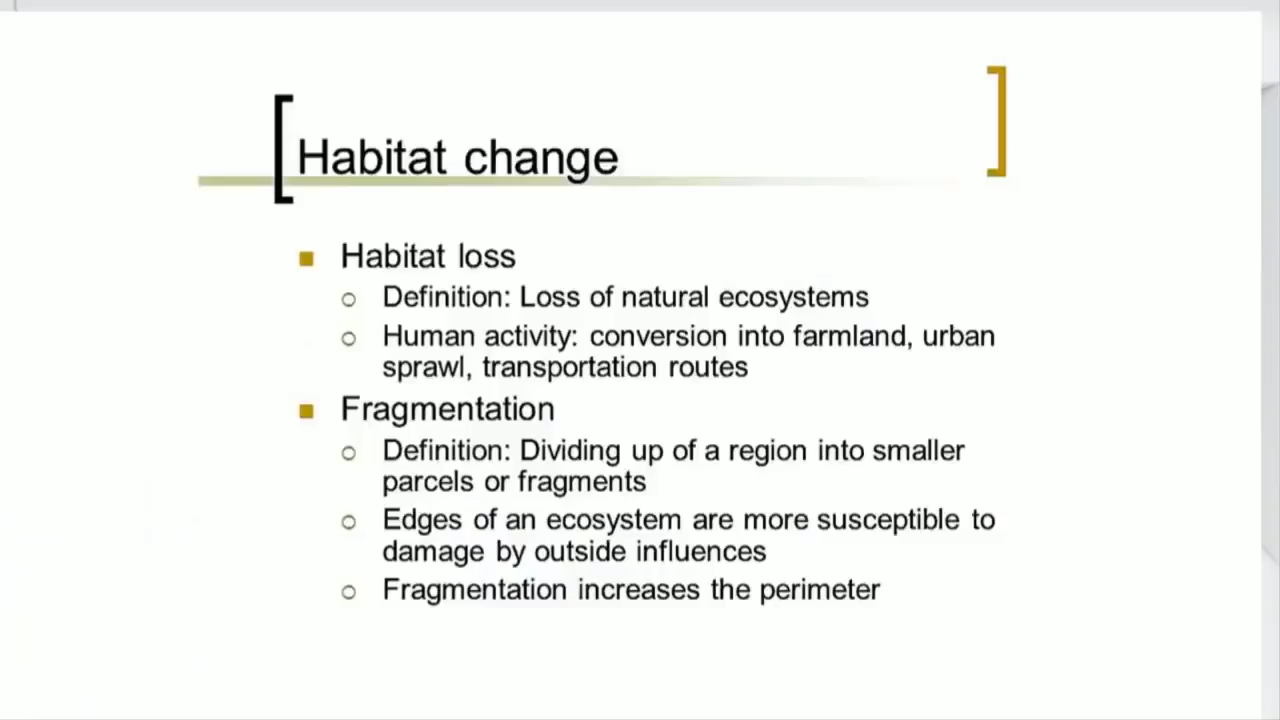 Habitat change
Habitat loss
Definition: Loss of natural ecosystems
Human activity: conversion into farmland, urban
sprawl, transportation routes
Fragmentation
Definition: Dividing up of a region into smaller
parcels or fragments
Edges of an ecosystem are more susceptible to
damage by outside influences
Fragmentation increases the perimeter